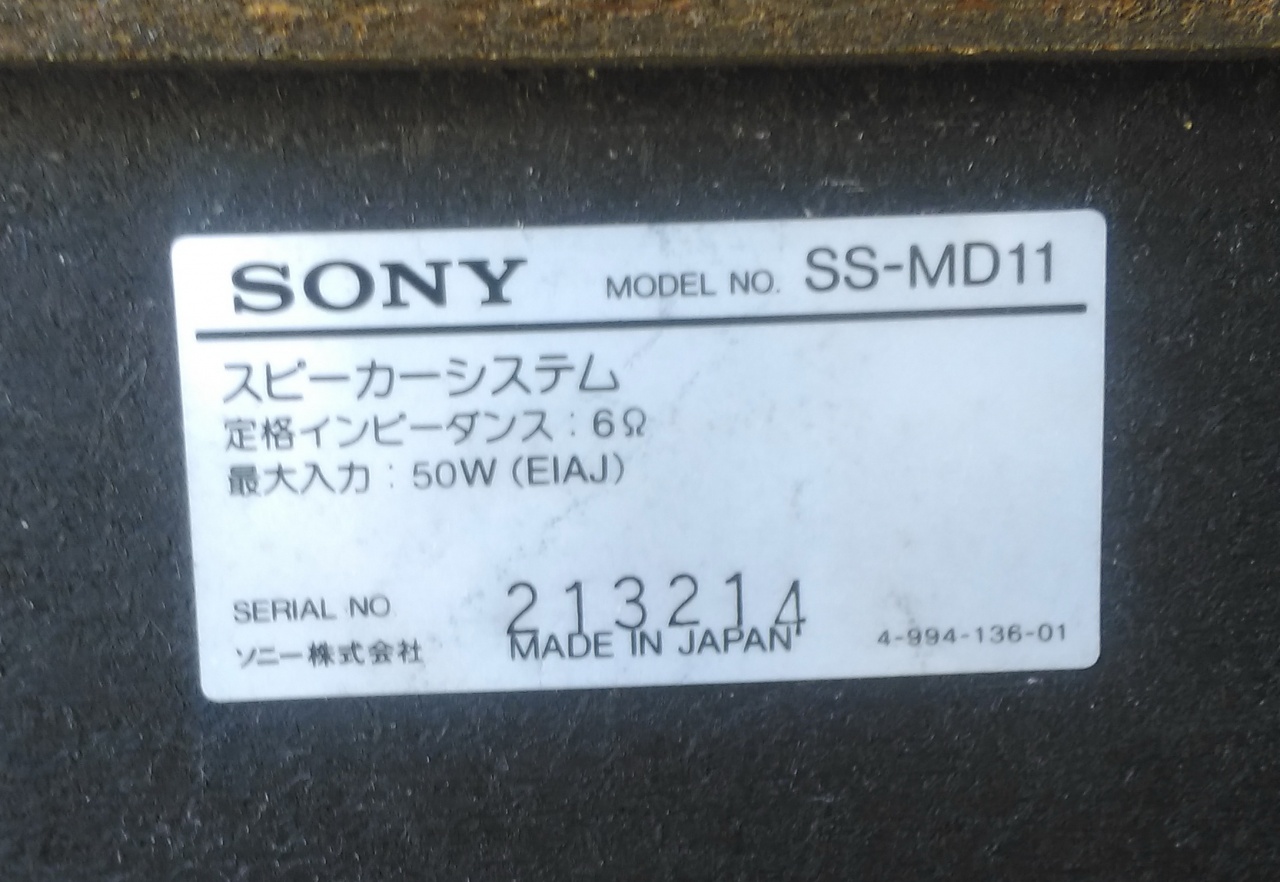 SONY MODEL NO. SS-MD11
スピーカーシステム
定格インピーダンス：6Ω
最大入力：50W (EIAJ)
SERIAL NO. 213214
ソニー株式会社 MADE IN JAPAN 4-994-136-01